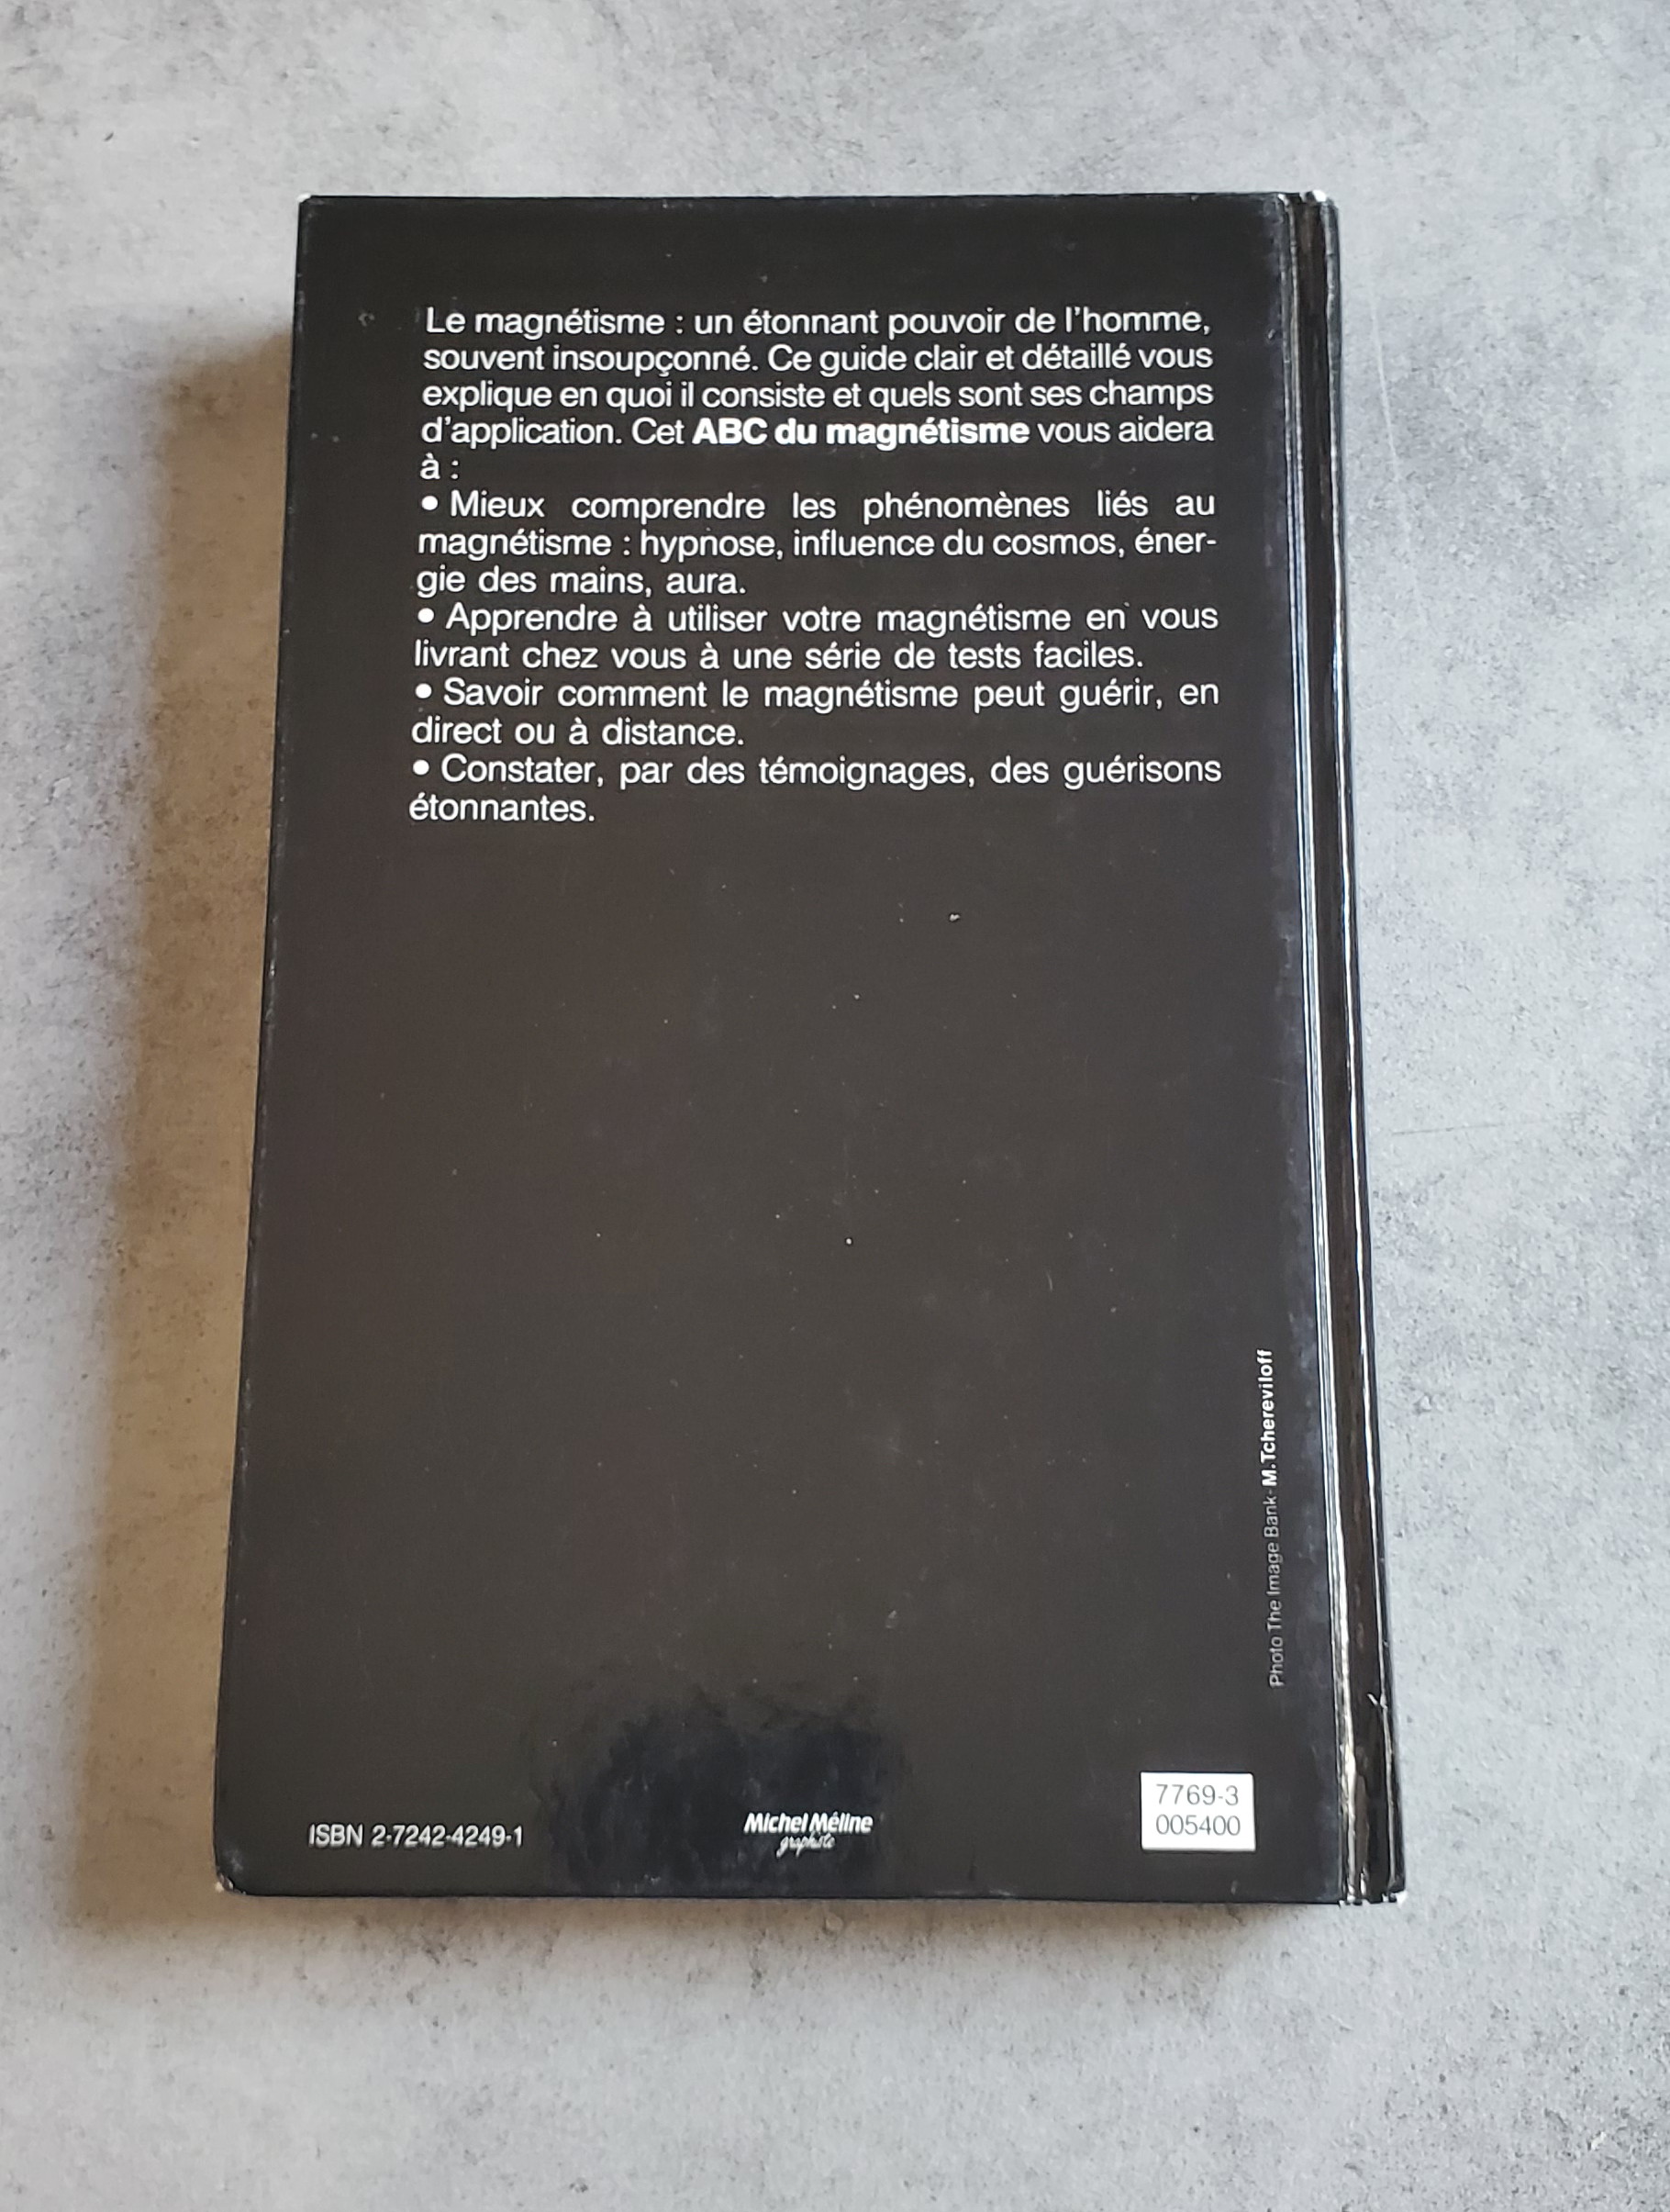 Le magnétisme : un étonnant pouvoir de l'homme,
souvent insoupçonné. Ce guide clair et détaillé vous
explique en quoi il consiste et quels sont ses champs
d'application. Cet ABC du magnétisme vous aidera
à :
• Mieux comprendre les phénomènes liés au
magnétisme : hypnose, influence du cosmos, éner-
gie des mains, aura.
• Apprendre à utiliser votre magnétisme en vous
livrant chez vous à une série de tests faciles.
• Savoir comment le magnétisme peut guérir, en
direct ou à distance.
• Constater, par des témoignages, des guérisons
étonnantes.
Photo The Image Bank - M.Tchereviloff
ISBN 2-7242-4249-1
Michel Méline
graphiste
7769-3
005400